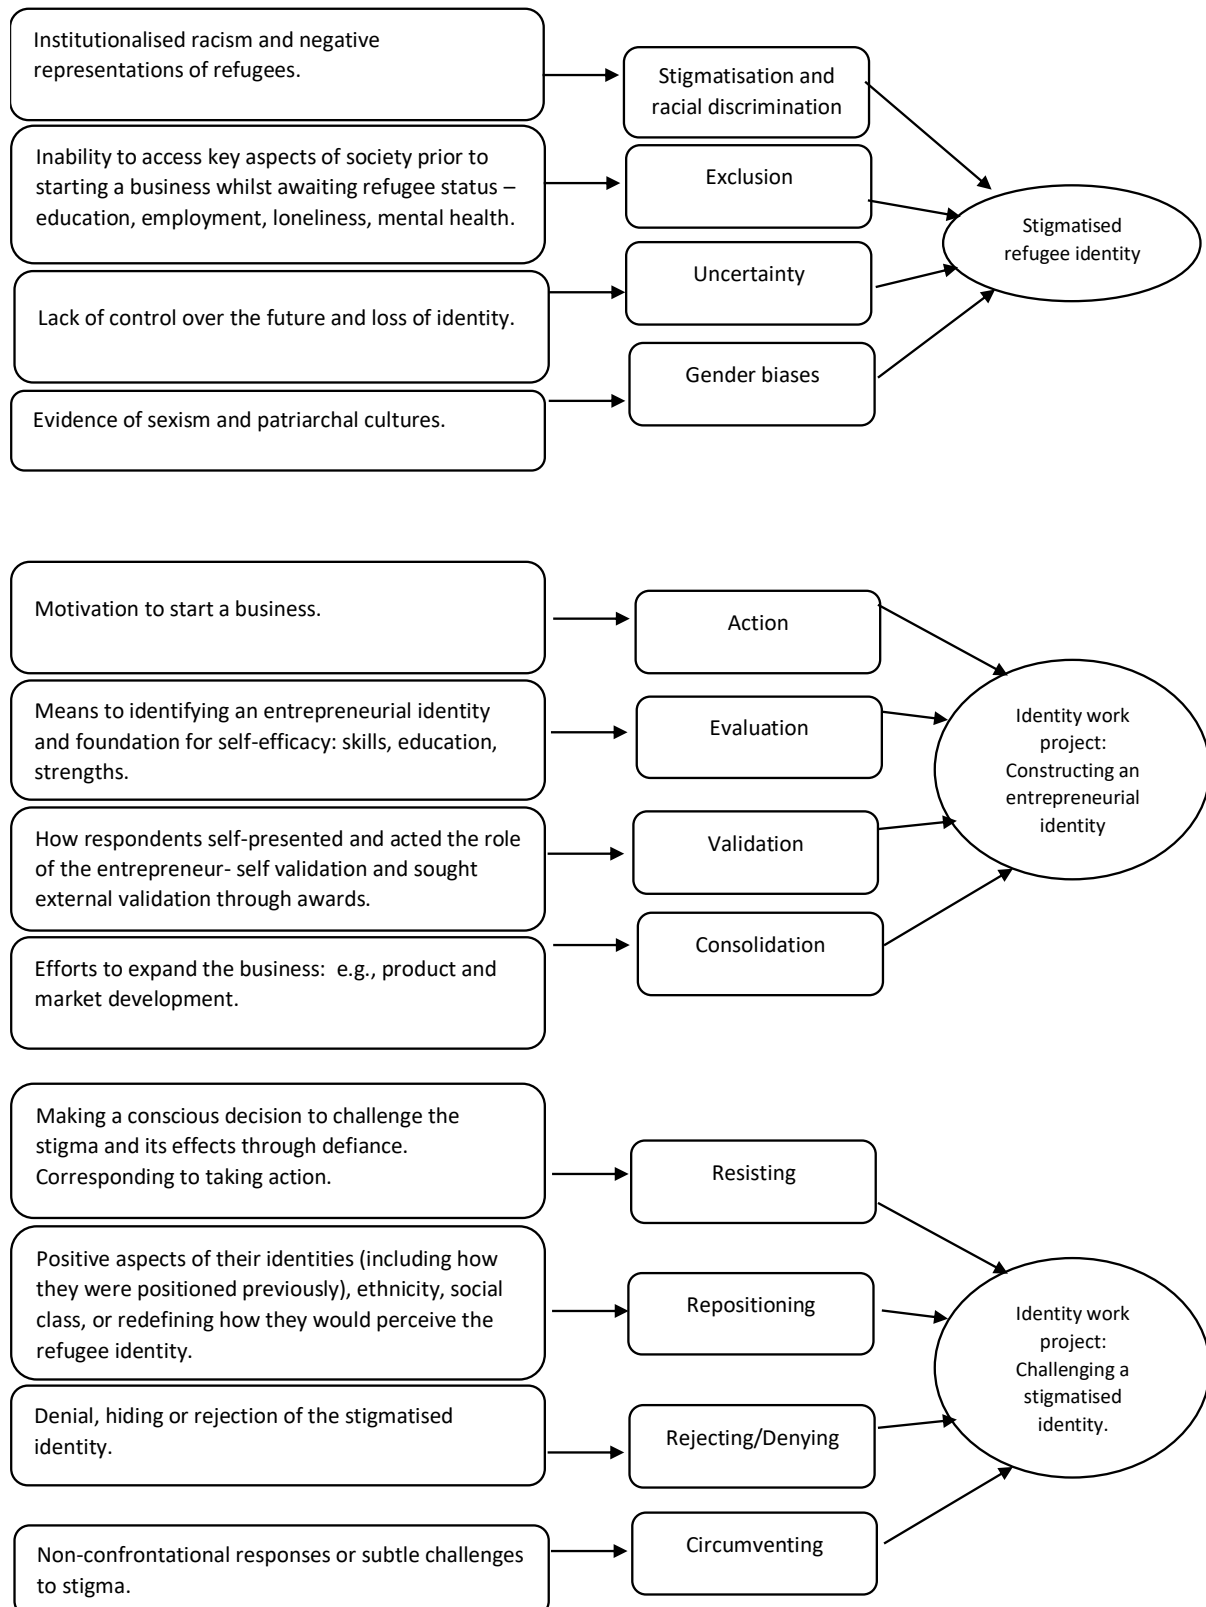 Institutionalised racism and negative
representations of refugees.
Stigmatisation and
racial discrimination
Inability to access key aspects of society prior to
starting a business whilst awaiting refugee status –
education, employment, loneliness, mental health.
Exclusion
Stigmatised
refugee identity
Lack of control over the future and loss of identity.
Uncertainty
Evidence of sexism and patriarchal cultures.
Gender biases
Motivation to start a business.
Action
Means to identifying an entrepreneurial identity
and foundation for self-efficacy: skills, education,
strengths.
Evaluation
Identity work
project:
Constructing an
entrepreneurial
identity
How respondents self-presented and acted the role
of the entrepreneur- self validation and sought
external validation through awards.
Validation
Efforts to expand the business:  e.g., product and
market development.
Consolidation
Making a conscious decision to challenge the
stigma and its effects through defiance.
Corresponding to taking action.
Resisting
Positive aspects of their identities (including how
they were positioned previously), ethnicity, social
class, or redefining how they would perceive the
refugee identity.
Repositioning
Identity work
project:
Challenging a
stigmatised
identity.
Denial, hiding or rejection of the stigmatised
identity.
Rejecting/Denying
Non-confrontational responses or subtle challenges
to stigma.
Circumventing